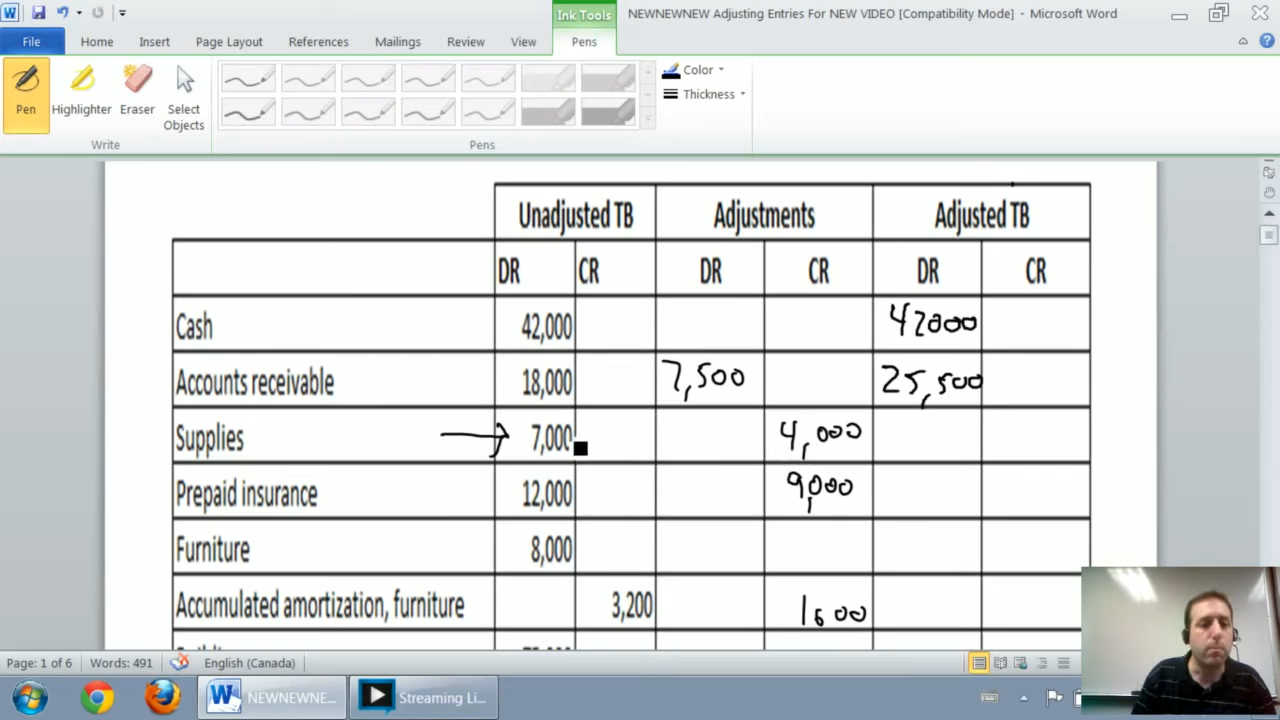 Ink Tools
NEWNEWNEW Adjusting Entries For NEW VIDEO [Compatibility Mode] - Microsoft Word
File Home Insert Page Layout References Mailings Review View Pens
Pen Highlighter Eraser Select Objects
Color
Thickness
Write Pens
Unadjusted TB Adjustments Adjusted TB
DR CR DR CR DR CR
Cash 42,000 42000
Accounts receivable 18,000 7,500 25,500
Supplies 7,000 4,000
Prepaid insurance 12,000 9,000
Furniture 8,000
Accumulated amortization, furniture 3,200 1600
Page: 1 of 6 Words: 491 English (Canada)
NEWNEWNE... Streaming Li...